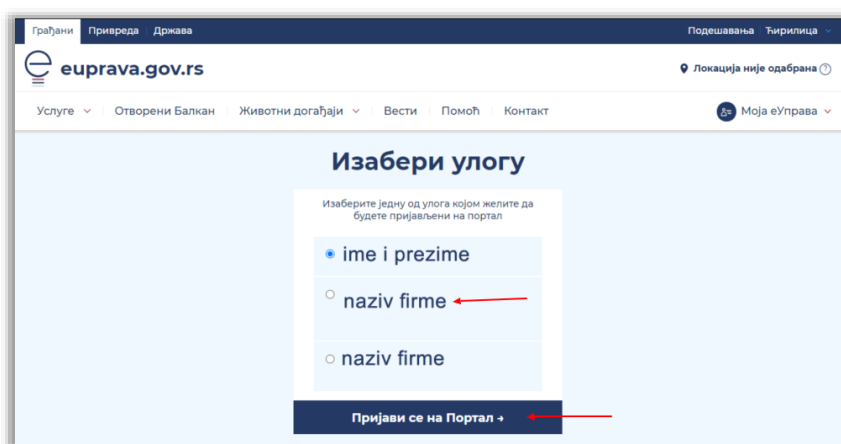 Грађани Привреда Држава Подешавања Ћирилица
euprava.gov.rs Локација није одабрана ?
Услуге Отворени Балкан Животни догађаји Вести Помоћ Контакт Моја еУправа
Изабери улогу
Изаберите једну од улога којом желите да
будете пријављени на портал
ime i prezime
naziv firme
naziv firme
Пријави се на Портал →